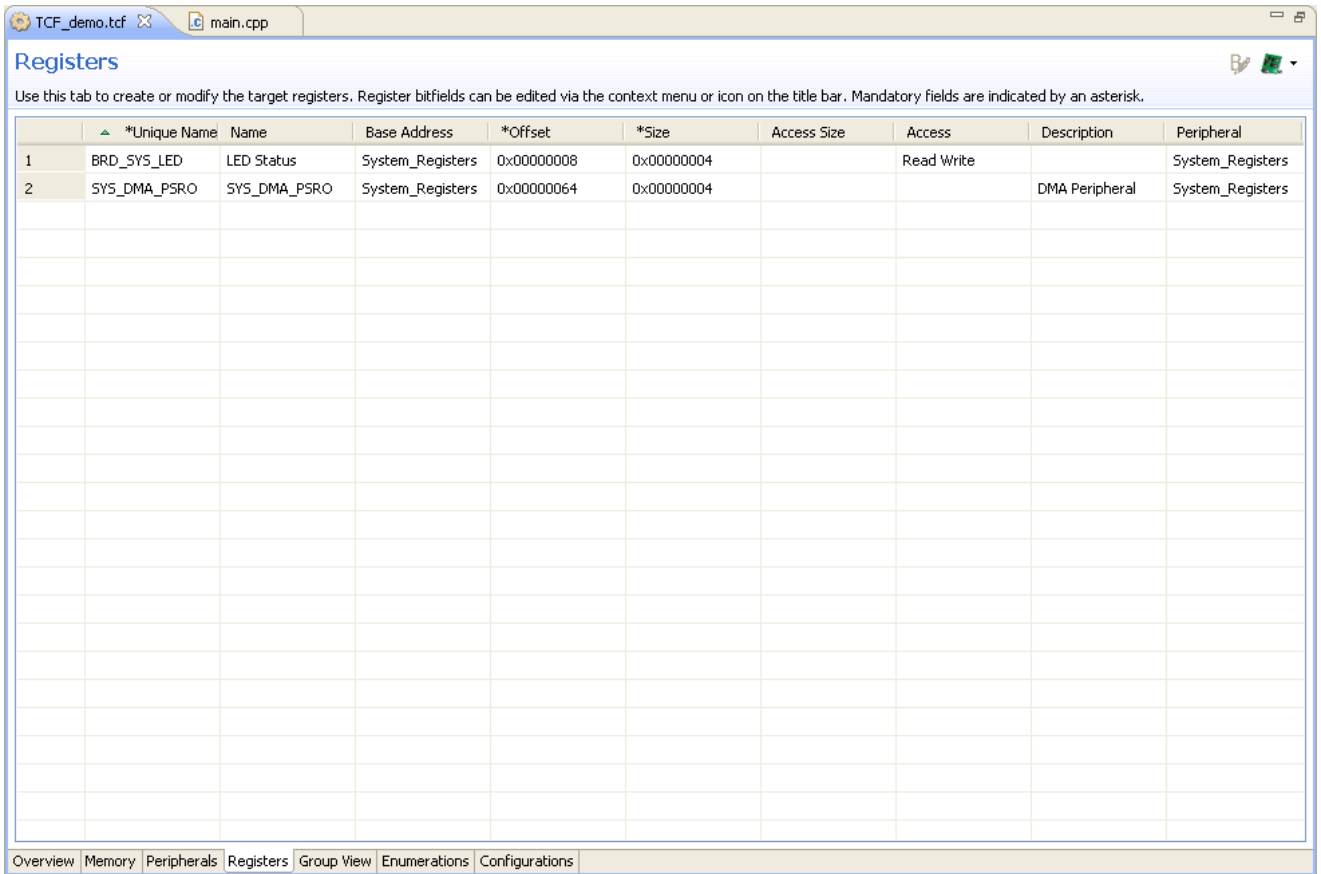 TCF_demo.tcf main.cpp
Registers
Use this tab to create or modify the target registers. Register bitfields can be edited via the context menu or icon on the title bar. Mandatory fields are indicated by an asterisk.
*Unique Name Name Base Address *Offset *Size Access Size Access Description Peripheral
1 BRD_SYS_LED LED Status System_Registers 0x00000008 0x00000004 Read Write System_Registers
2 SYS_DMA_PSRO SYS_DMA_PSRO System_Registers 0x00000064 0x00000004 DMA Peripheral System_Registers
Overview Memory Peripherals Registers Group View Enumerations Configurations